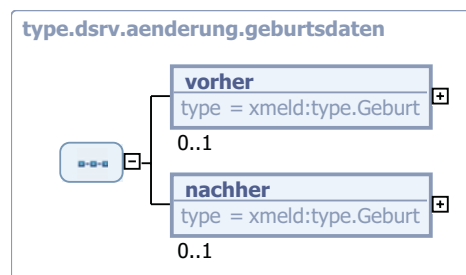 type.dsrv.aenderung.geburtsdaten
vorher
type = xmeld:type.Geburt
0..1
nachher
type = xmeld:type.Geburt
0..1